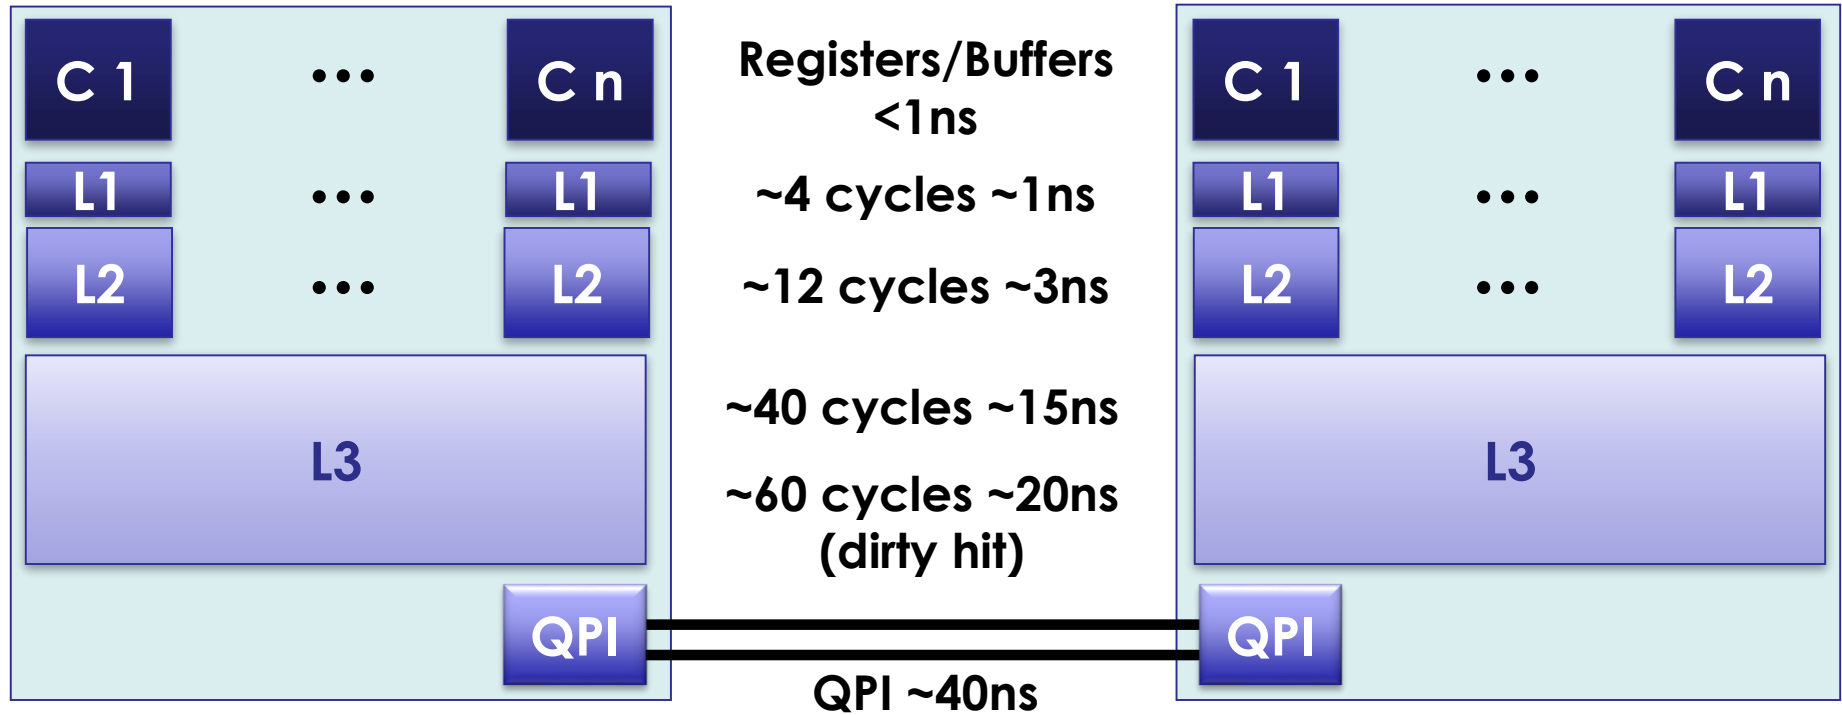 C 1 ... C n
Registers/Buffers
<1ns
C 1 ... C n
L1 ... L1
~4 cycles ~1ns
L1 ... L1
L2 ... L2
~12 cycles ~3ns
L2 ... L2
L3
~40 cycles ~15ns
~60 cycles ~20ns
(dirty hit)
L3
QPI
QPI
QPI ~40ns